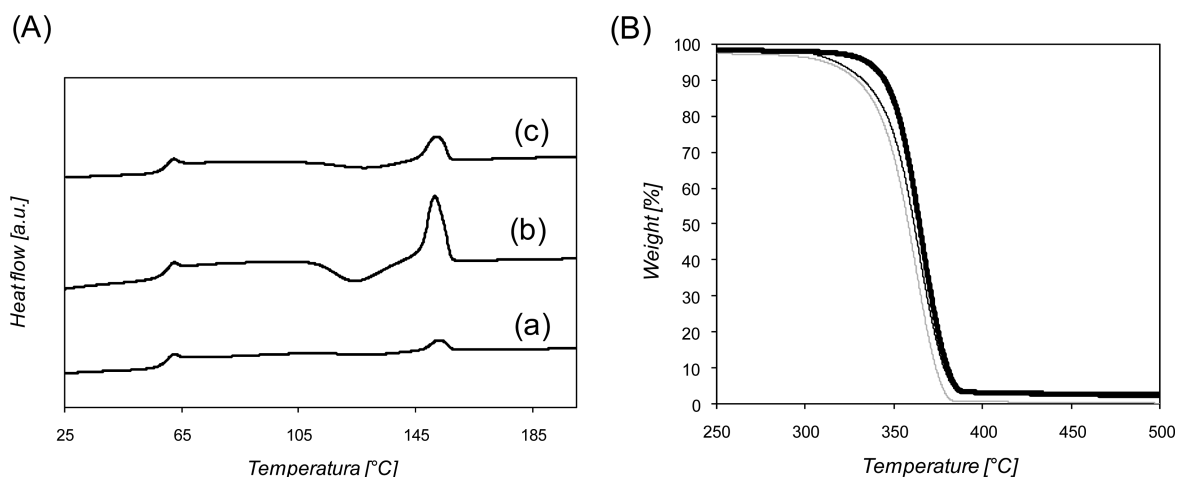 (A)
(c)
(b)
(a)
Heat flow [a.u.]
25 65 105 145 185
Temperatura [°C]
(B)
100
90
80
70
60
50
40
30
20
10
0
Weight [%]
250 300 350 400 450 500
Temperature [°C]